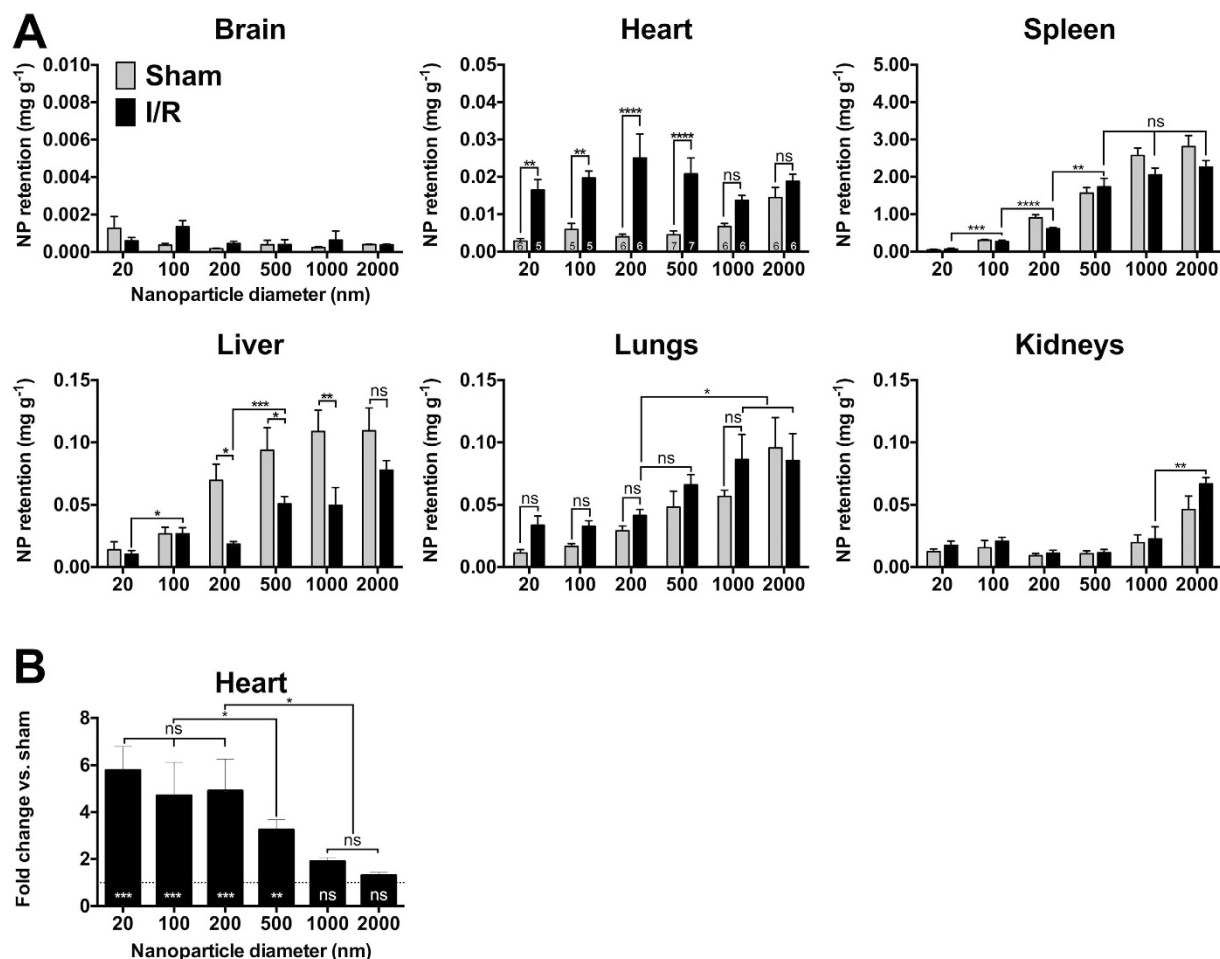 A
Brain
NP retention (mg g-1)
0.010
0.008
0.006
0.004
0.002
0.000
Sham
I/R
20 100 200 500 1000 2000
Nanoparticle diameter (nm)
Heart
NP retention (mg g-1)
0.05
0.04
0.03
0.02
0.01
0.00
** ** **** **** ns ns
6 5 5 5 6 6 7 7 6 6 6 6
20 100 200 500 1000 2000
Spleen
NP retention (mg g-1)
5.00
4.00
3.00
2.00
1.00
0.00
*** **** ** ns
20 100 200 500 1000 2000
Liver
NP retention (mg g-1)
0.15
0.10
0.05
0.00
* * *** * ** ns
20 100 200 500 1000 2000
Lungs
NP retention (mg g-1)
0.15
0.10
0.05
0.00
ns ns ns ns * ns
20 100 200 500 1000 2000
Kidneys
NP retention (mg g-1)
0.15
0.10
0.05
0.00
**
20 100 200 500 1000 2000
B
Heart
Fold change vs. sham
8
6
4
2
0
ns * * ns
*** *** *** ** ns ns
20 100 200 500 1000 2000
Nanoparticle diameter (nm)